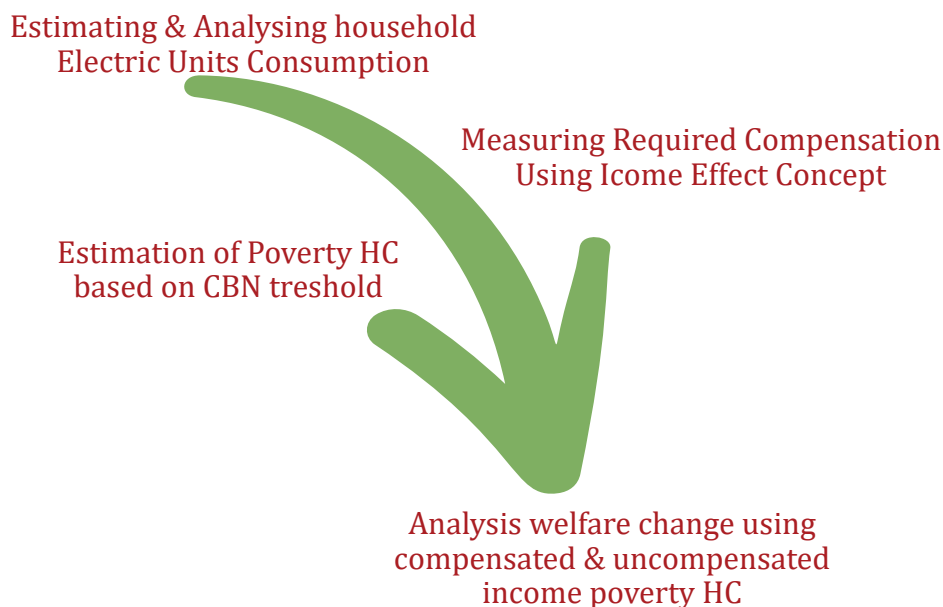 Estimating & Analysing household
Electric Units Consumption
Measuring Required Compensation
Using Icome Effect Concept
Estimation of Poverty HC
based on CBN treshold
Analysis welfare change using
compensated & uncompensated
income poverty HC